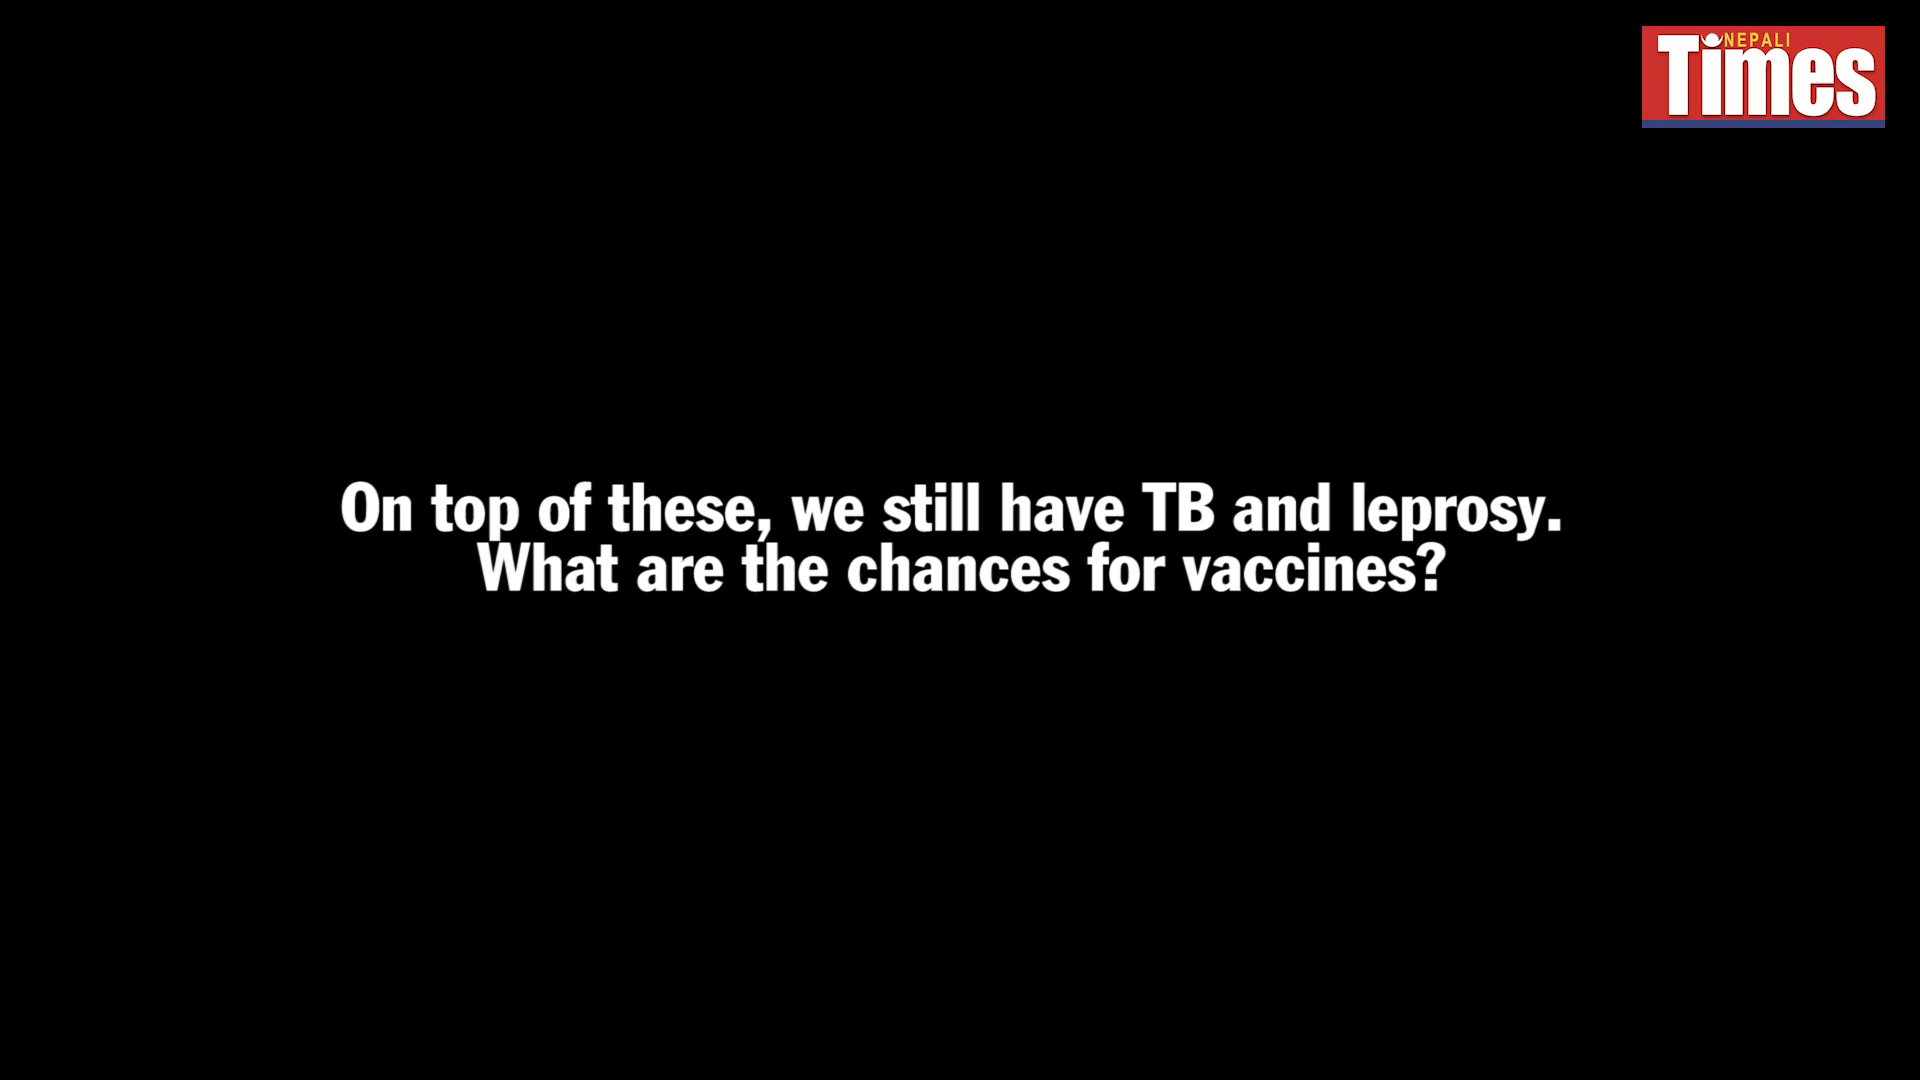 NEPALI
Times
On top of these, we still have TB and leprosy.
What are the chances for vaccines?